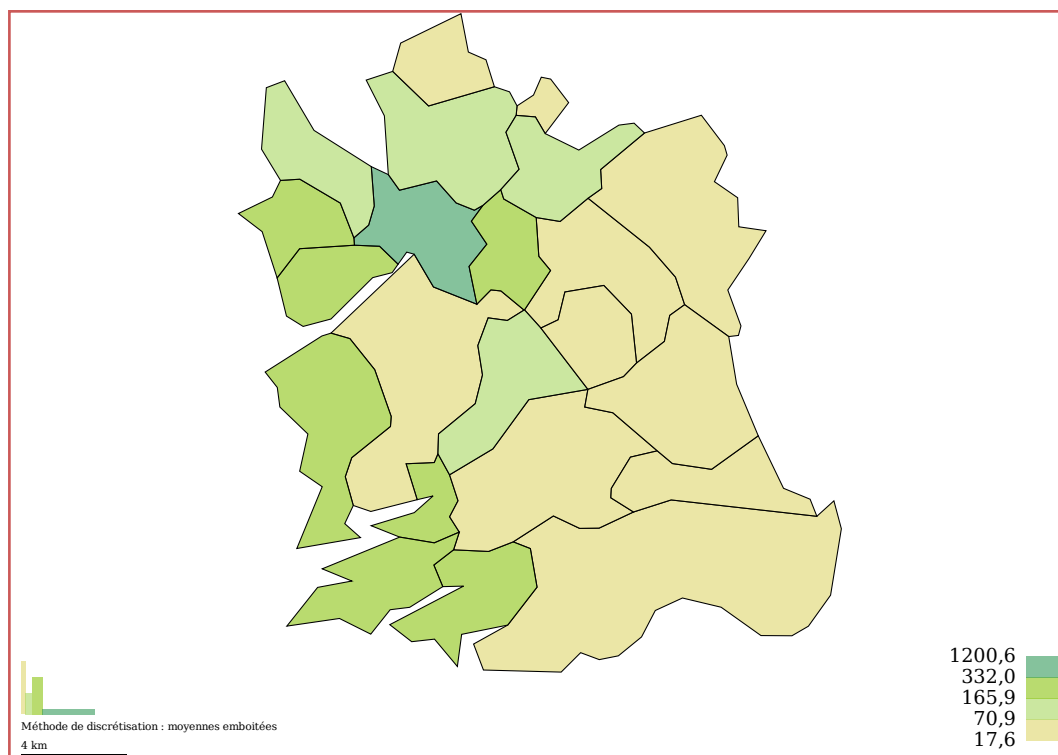 1200,6
332,0
165,9
70,9
17,6
Méthode de discrétisation : moyennes emboitées
4 km